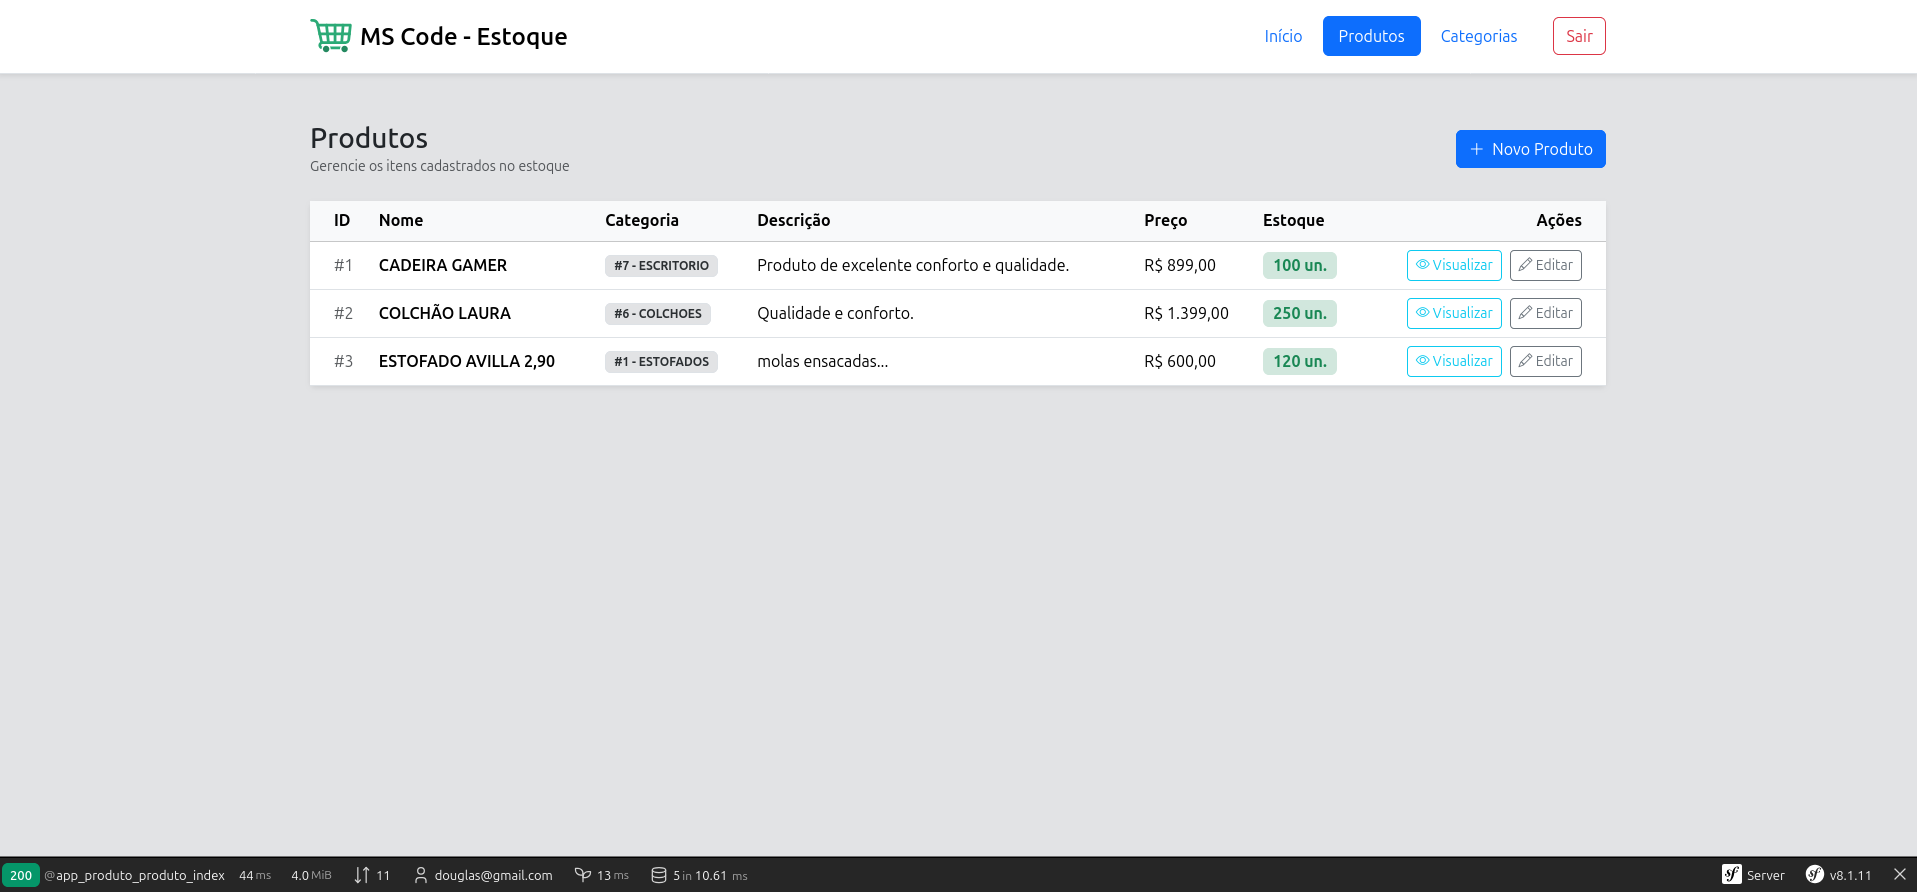 MS Code - Estoque
Início Produtos Categorias Sair
Produtos
Gerencie os itens cadastrados no estoque
+ Novo Produto
ID Nome Categoria Descrição Preço Estoque Ações
#1 CADEIRA GAMER #7 - ESCRITORIO Produto de excelente conforto e qualidade. R$ 899,00 100 un. Visualizar Editar
#2 COLCHÃO LAURA #6 - COLCHOES Qualidade e conforto. R$ 1.399,00 250 un. Visualizar Editar
#3 ESTOFADO AVILLA 2,90 #1 - ESTOFADOS molas ensacadas... R$ 600,00 120 un. Visualizar Editar
200 @app_produto_produto_index 44 ms 4.0 MiB 11 douglas@gmail.com 13 ms 5 in 10.61 ms sf Server sf v8.1.11